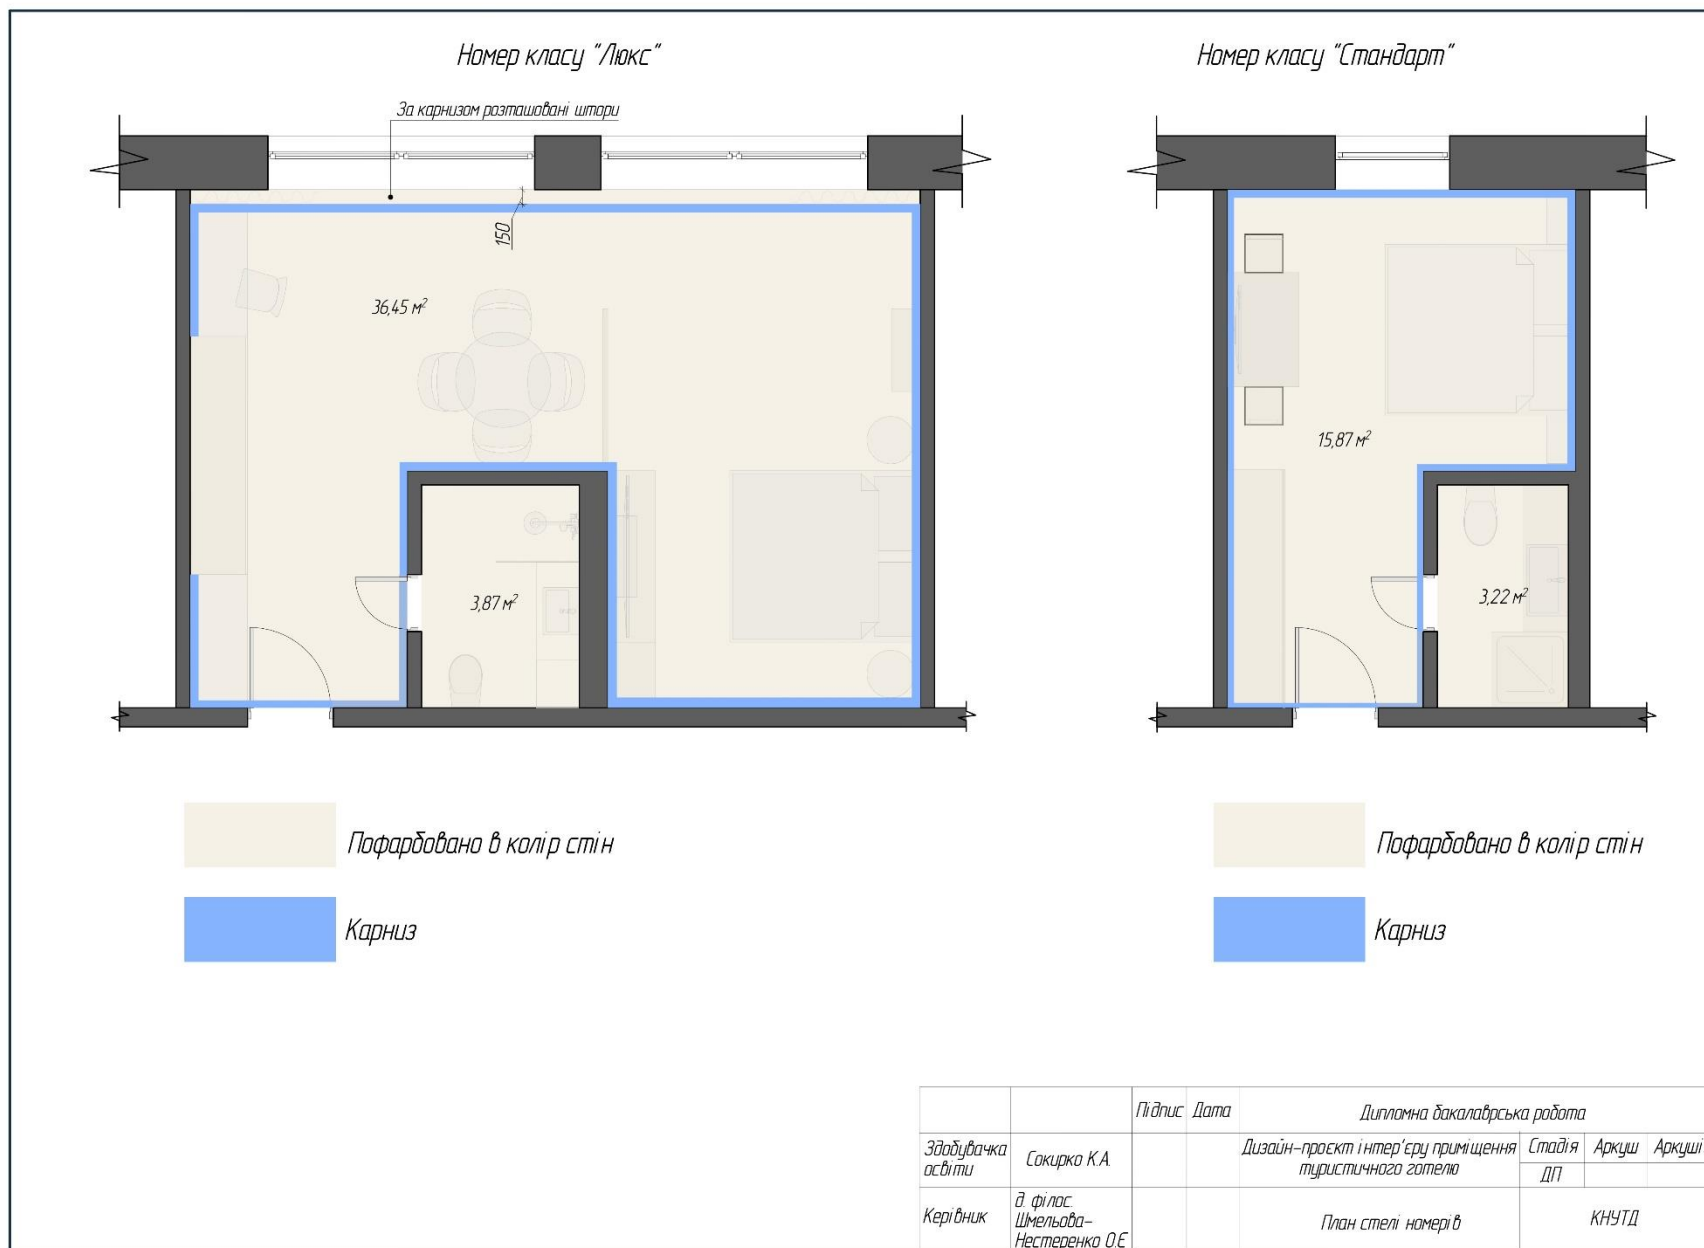 Номер класу "Люкс"
Номер класу "Стандарт"
За карнизом розташовані штори
150
36,45 м²
3,87 м²
15,87 м²
3,22 м²
Пофарбовано в колір стін
Карниз
Пофарбовано в колір стін
Карниз
Підпис Дата Дипломна бакалаврська робота
Здобувачка
освіти
Сокирко К.А.
Дизайн-проєкт інтер'єру приміщення
туристичного готелю
Стадія Аркуш Аркуші
ДП
Керівник
д. філос.
Шмельова-
Нестеренко О.Е
План стелі номерів
КНУТД